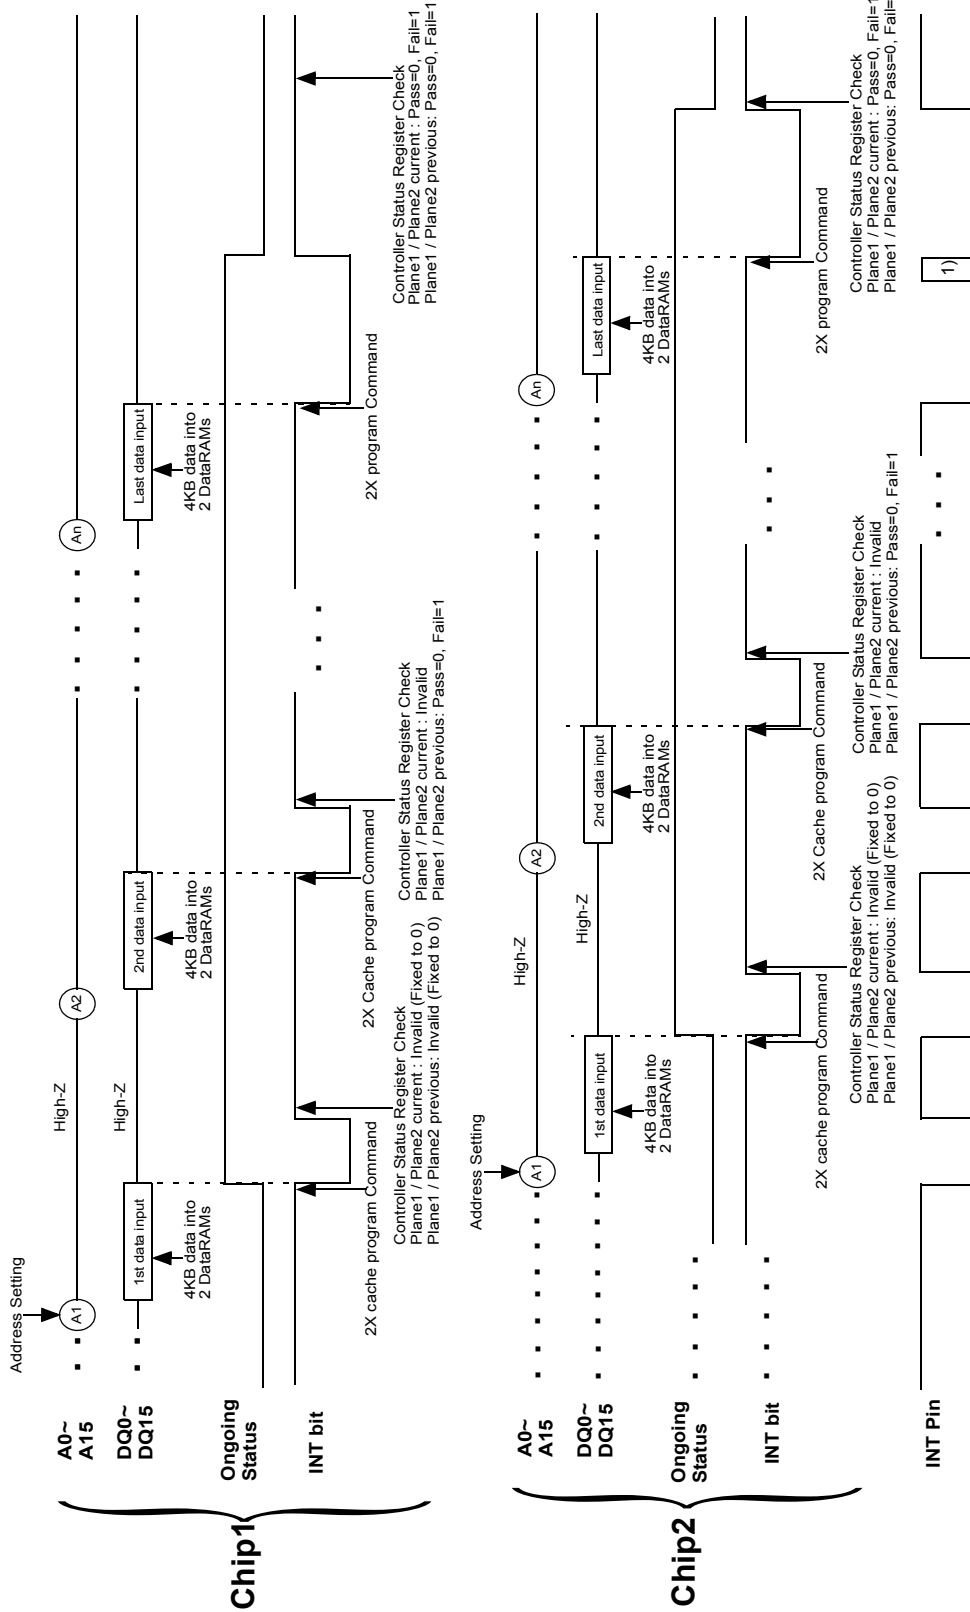 Chip1
A0~
A15
DQ0~
DQ15
Ongoing
Status
INT bit
Address Setting
A1
High-Z
A2
An
1st data input
High-Z
2nd data input
Last data input
4KB data into
2 DataRAMs
4KB data into
2 DataRAMs
4KB data into
2 DataRAMs
2X cache program Command
2X Cache program Command
2X program Command
Controller Status Register Check
Plane1 / Plane2 current : Invalid (Fixed to 0)
Plane1 / Plane2 previous: Invalid (Fixed to 0)
Controller Status Register Check
Plane1 / Plane2 current : Invalid
Plane1 / Plane2 previous: Pass=0, Fail=1
Controller Status Register Check
Plane1 / Plane2 current : Pass=0, Fail=1
Plane1 / Plane2 previous: Pass=0, Fail=1
Chip2
A0~
A15
DQ0~
DQ15
Ongoing
Status
INT bit
Address Setting
A1
High-Z
A2
An
1st data input
High-Z
2nd data input
Last data input
4KB data into
2 DataRAMs
4KB data into
2 DataRAMs
4KB data into
2 DataRAMs
2X cache program Command
2X Cache program Command
2X program Command
Controller Status Register Check
Plane1 / Plane2 current : Invalid (Fixed to 0)
Plane1 / Plane2 previous: Invalid (Fixed to 0)
Controller Status Register Check
Plane1 / Plane2 current : Invalid
Plane1 / Plane2 previous: Pass=0, Fail=1
Controller Status Register Check
Plane1 / Plane2 current : Pass=0, Fail=1
Plane1 / Plane2 previous: Pass=0, Fail=
INT Pin
1)